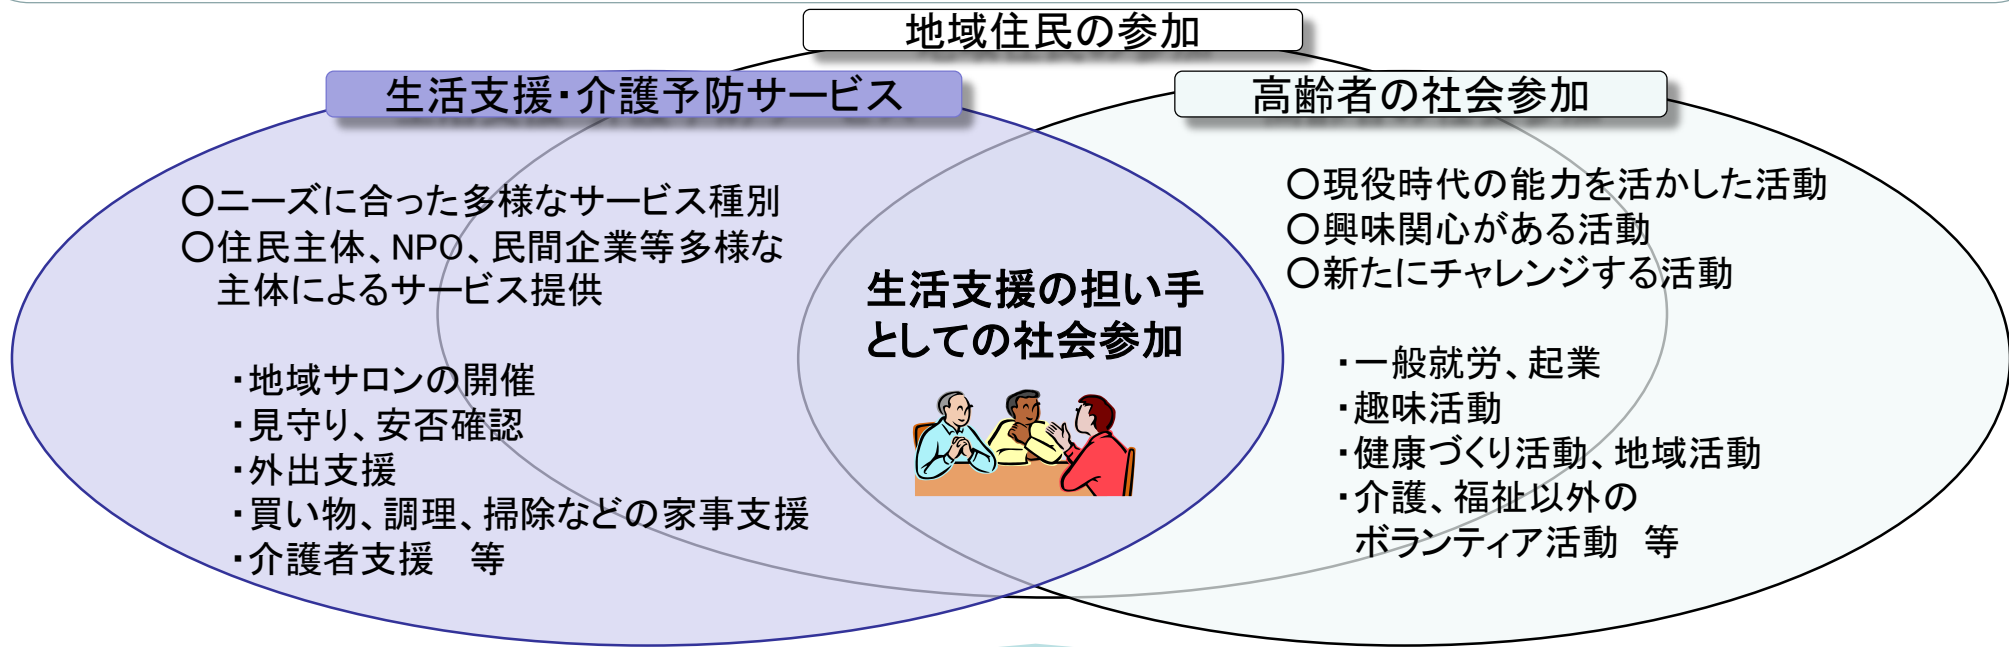 地域住民の参加
生活支援・介護予防サービス
○ニーズに合った多様なサービス種別
○住民主体、NPO、民間企業等多様な
主体によるサービス提供
・地域サロンの開催
・見守り、安否確認
・外出支援
・買い物、調理、掃除などの家事支援
・介護者支援　等
生活支援の担い手
としての社会参加
高齢者の社会参加
○現役時代の能力を活かした活動
○興味関心がある活動
○新たにチャレンジする活動
・一般就労、起業
・趣味活動
・健康づくり活動、地域活動
・介護、福祉以外の
ボランティア活動　等